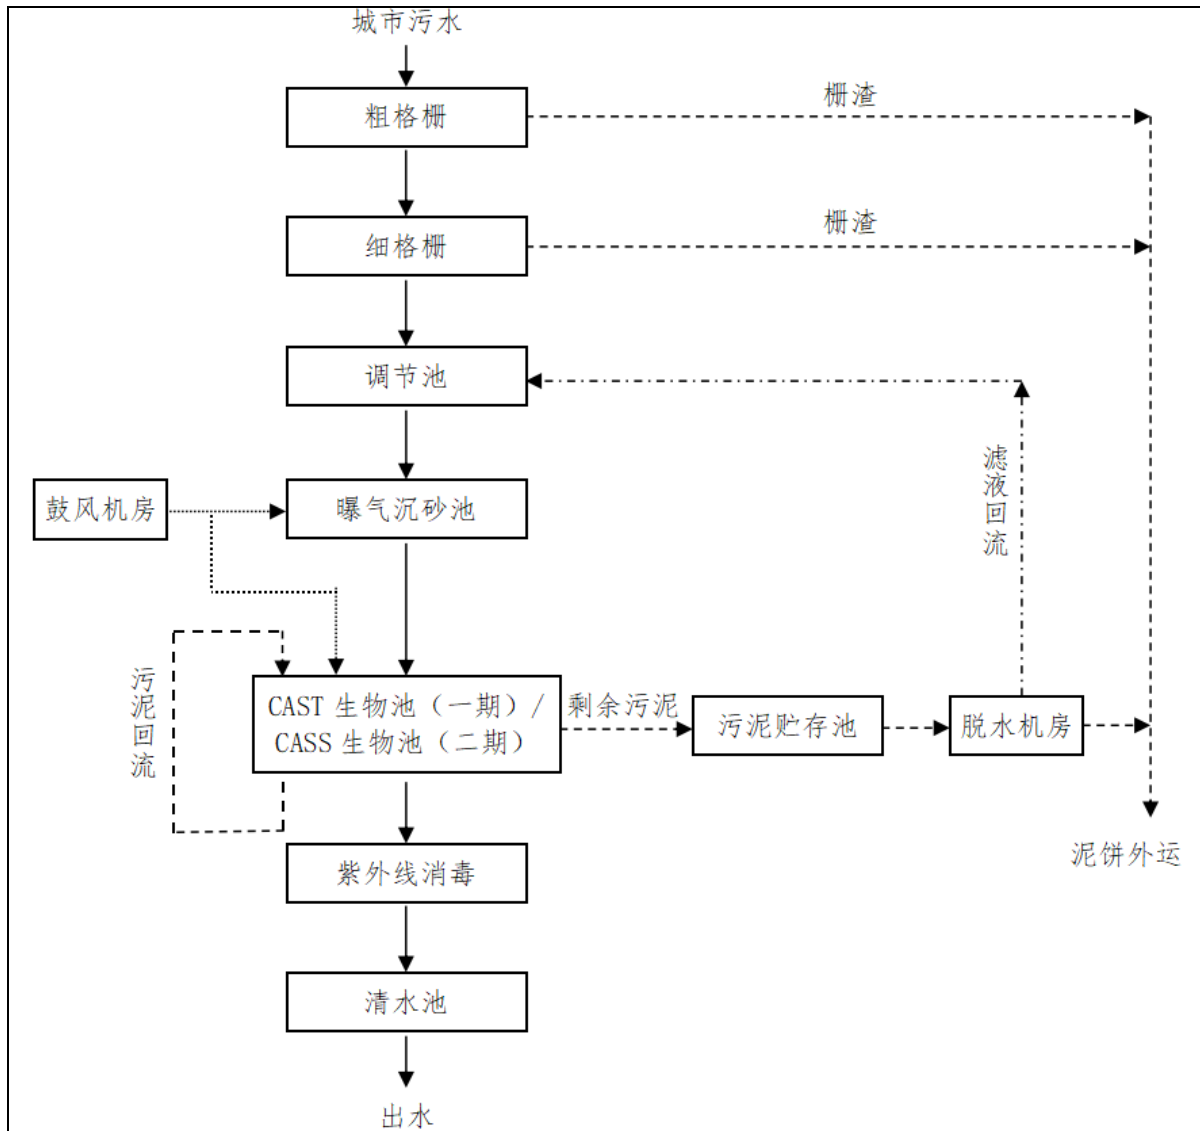 城市污水
粗格栅
栅渣
细格栅
栅渣
调节池
滤液回流
鼓风机房
曝气沉砂池
污泥回流
CAST 生物池（一期）/
CASS 生物池（二期）
剩余污泥
污泥贮存池
脱水机房
紫外线消毒
泥饼外运
清水池
出水